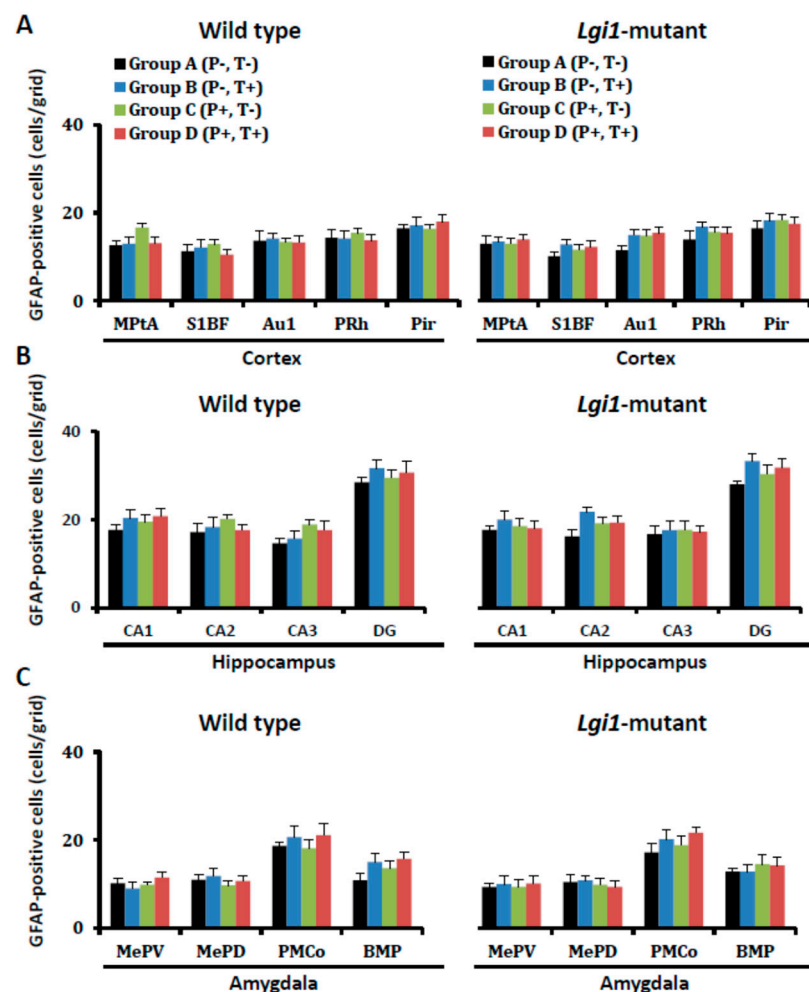 A
Wild type
Lgi1-mutant
GFAP-positive cells (cells/grid)
Group A (P-, T-)
Group B (P-, T+)
Group C (P+, T-)
Group D (P+, T+)
Group A (P-, T-)
Group B (P-, T+)
Group C (P+, T-)
Group D (P+, T+)
40
20
0
MPtA S1BF Au1 PRh Pir
Cortex
MPtA S1BF Au1 PRh Pir
Cortex
B
Wild type
Lgi1-mutant
GFAP-positive cells (cells/grid)
40
20
0
CA1 CA2 CA3 DG
Hippocampus
CA1 CA2 CA3 DG
Hippocampus
C
Wild type
Lgi1-mutant
GFAP-positive cells (cells/grid)
40
20
0
MePV MePD PMCo BMP
Amygdala
MePV MePD PMCo BMP
Amygdala